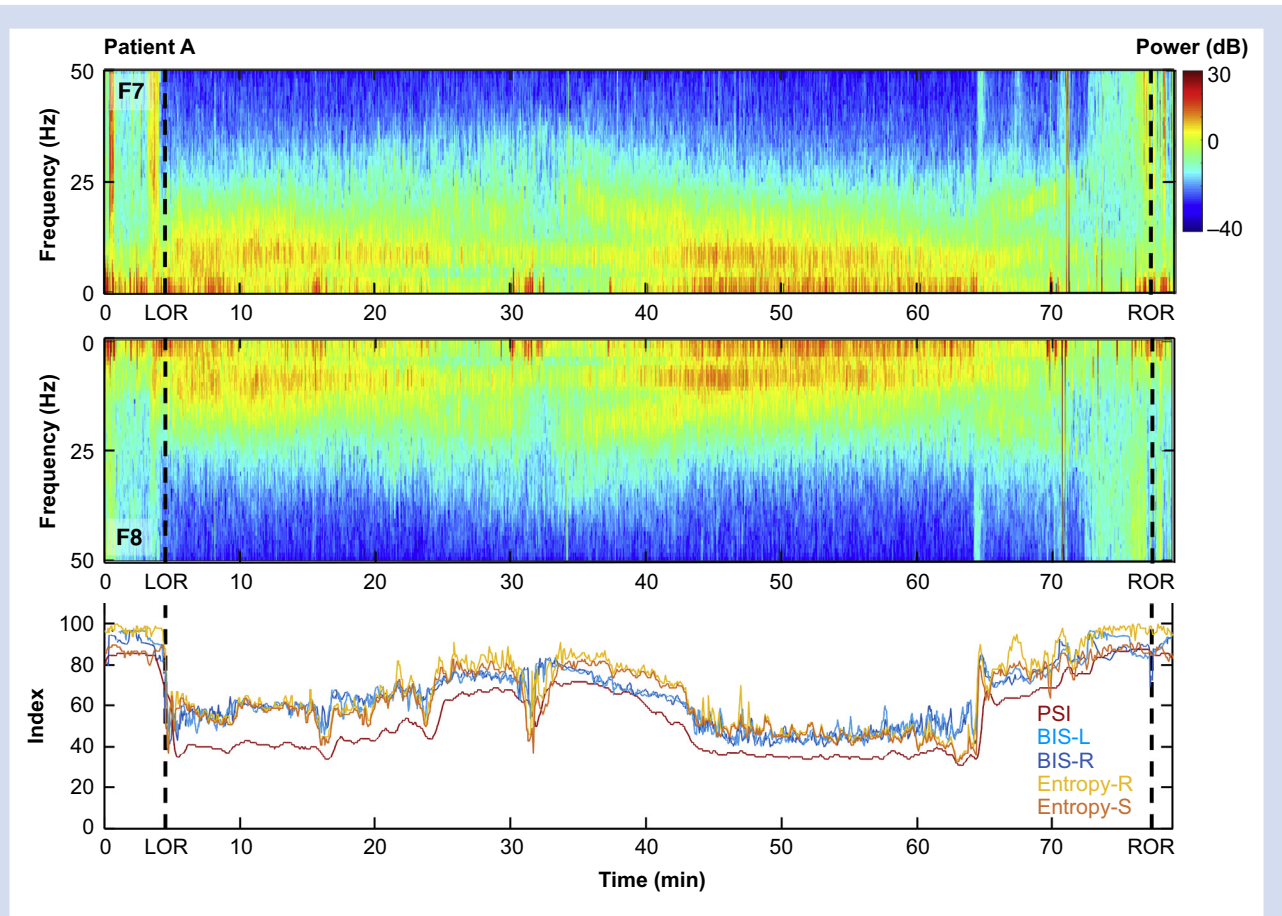 Patient A
Power (dB)
F7
Frequency (Hz)
50
25
0
30
0
–40
0 LOR 10 20 30 40 50 60 70 ROR
Frequency (Hz)
0
25
50
F8
0 LOR 10 20 30 40 50 60 70 ROR
Index
100
80
60
40
20
0
PSI
BIS-L
BIS-R
Entropy-R
Entropy-S
0 LOR 10 20 30 40 50 60 70 ROR
Time (min)